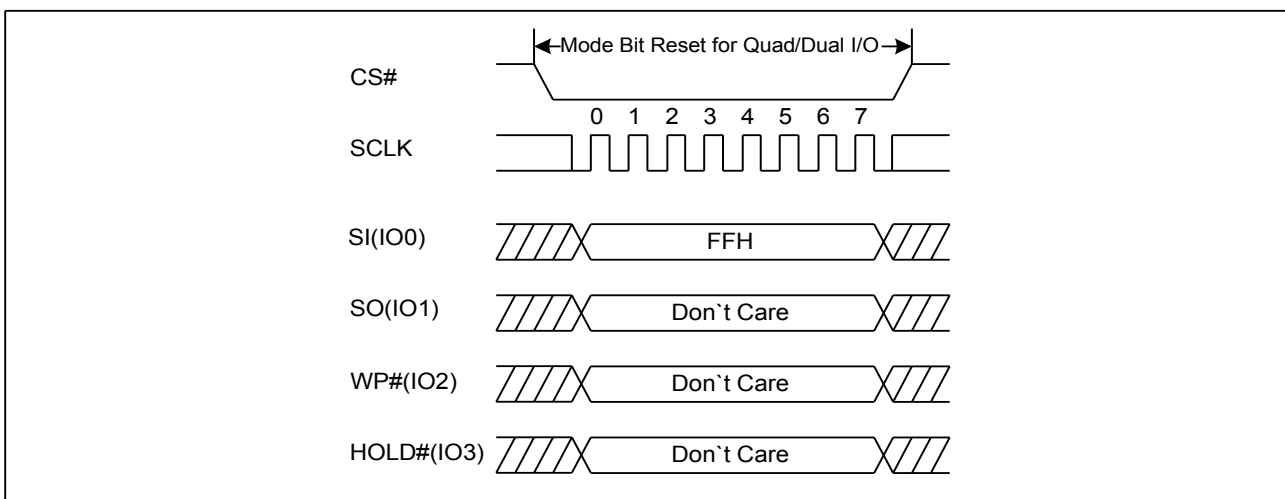 Mode Bit Reset for Quad/Dual I/O
CS#
0 1 2 3 4 5 6 7
SCLK
SI(IO0) FFH
SO(IO1) Don`t Care
WP#(IO2) Don`t Care
HOLD#(IO3) Don`t Care